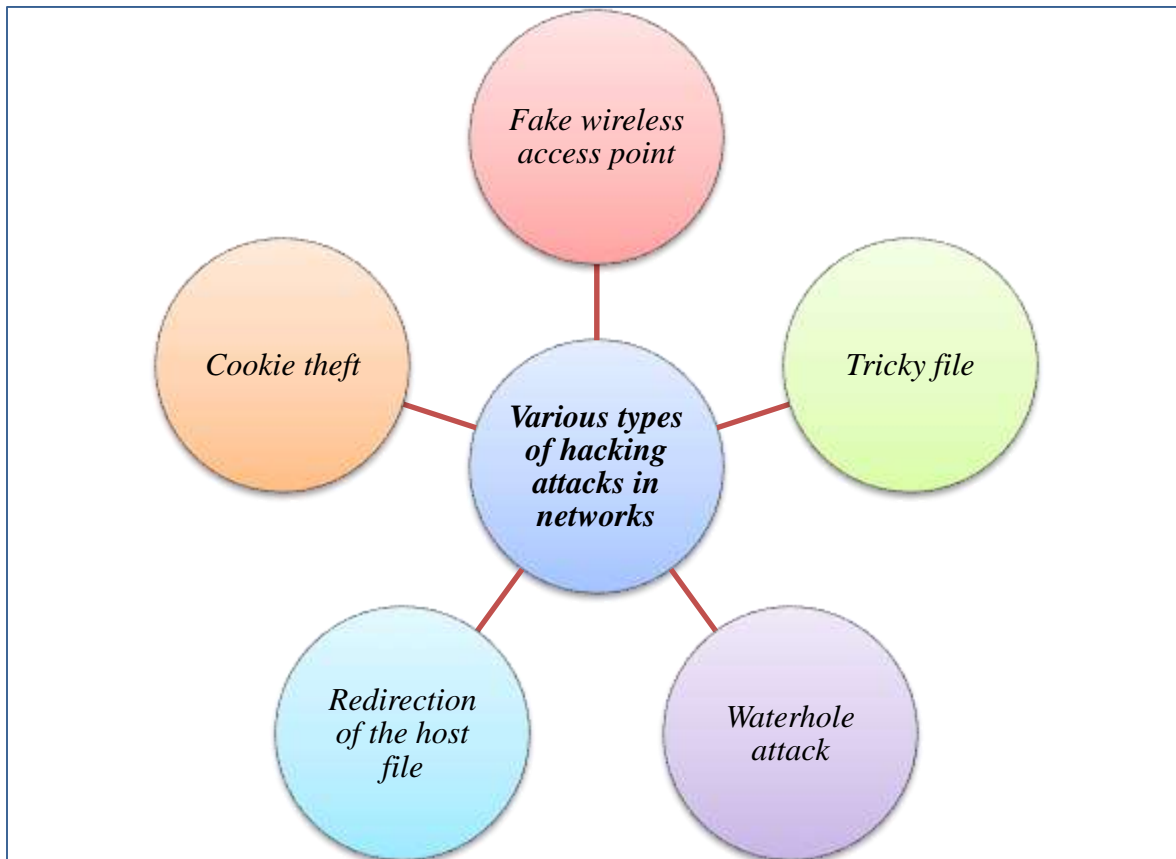 Fake wireless
access point
Cookie theft
Tricky file
Various types
of hacking
attacks in
networks
Redirection
of the host
file
Waterhole
attack